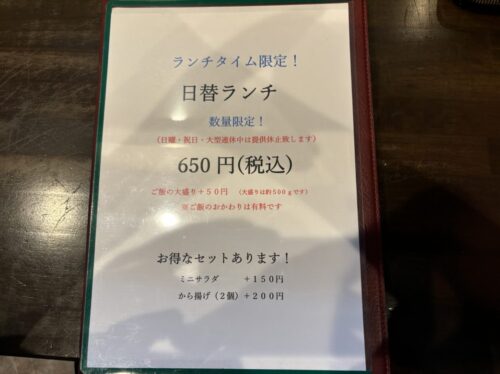 ランチタイム限定！
日替ランチ
数量限定！
（日曜・祝日・大型連休中は提供休止致します）
650円(税込)
ご飯の大盛り＋５０円　（大盛りは約５００ｇです）
※ご飯のおかわりは有料です
お得なセットあります！
ミニサラダ　＋１５０円
から揚げ（２個）＋２００円